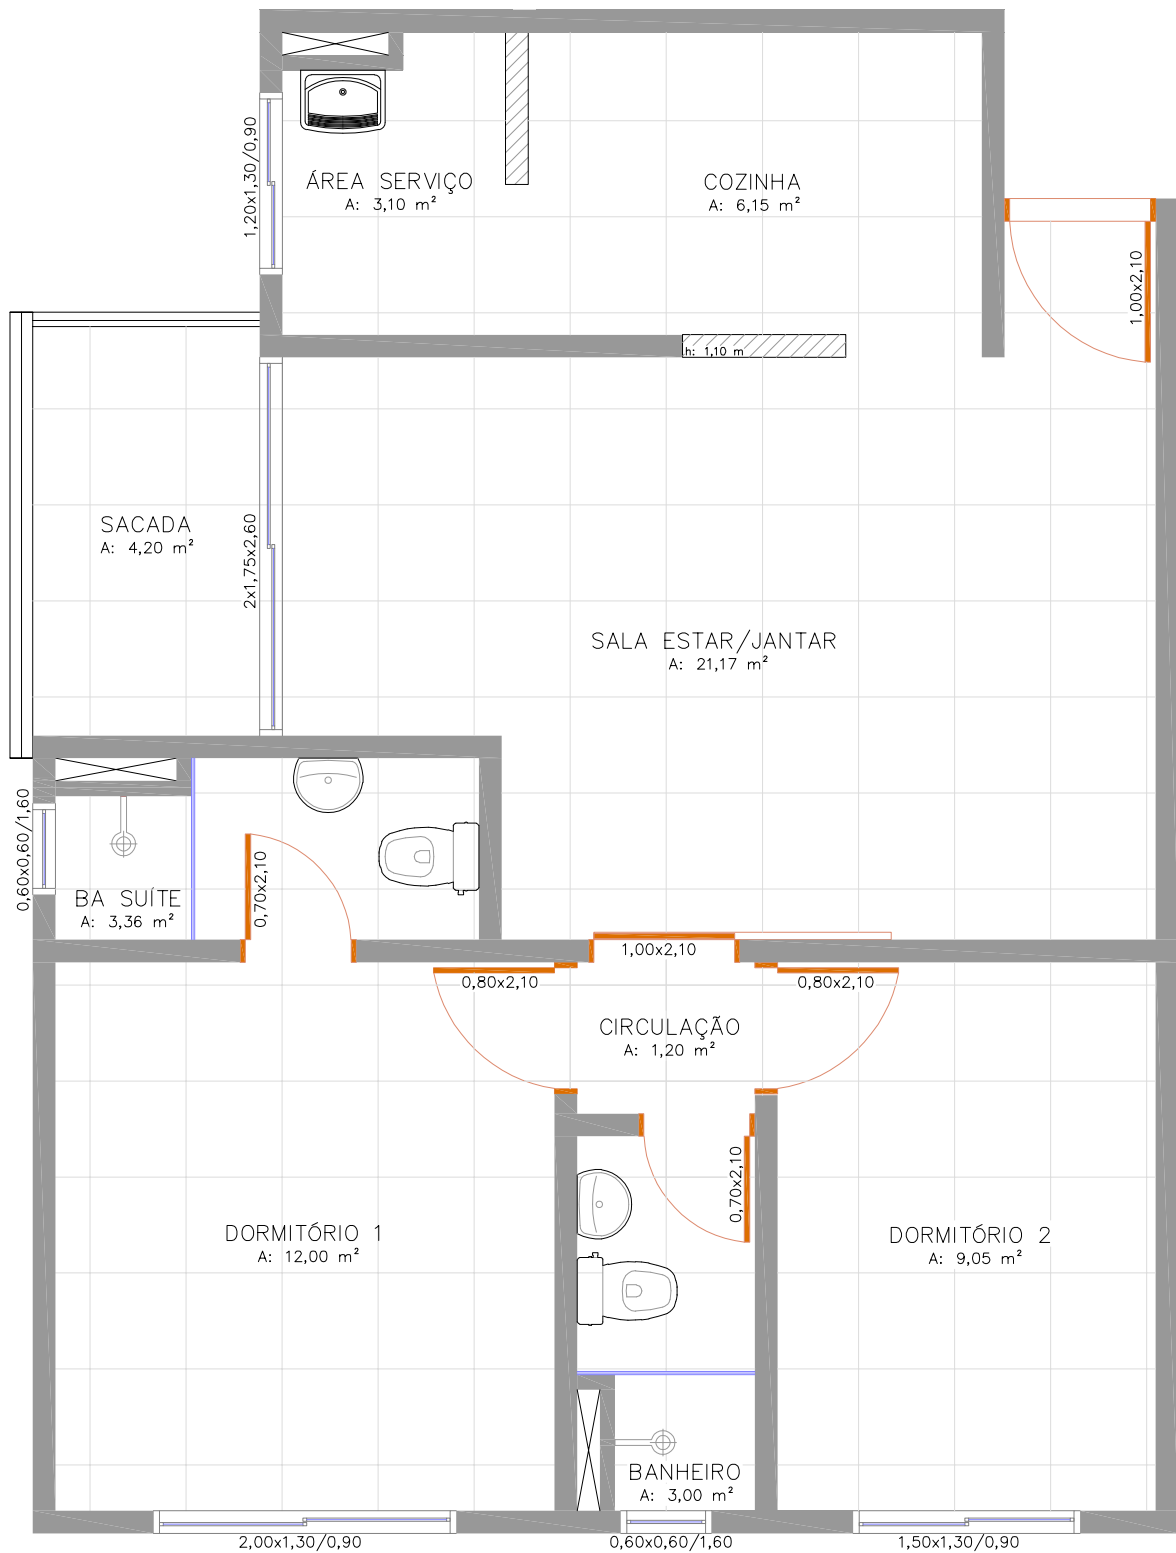 1,20x1,30/0,90
ÁREA SERVIÇO
A: 3,10 m²
COZINHA
A: 6,15 m²
1,00x2,10
h: 1,10 m
SACADA
A: 4,20 m²
2x1,75x2,60
SALA ESTAR/JANTAR
A: 21,17 m²
0,60x0,60/1,60
BA SUÍTE
A: 3,36 m²
0,70x2,10
1,00x2,10
0,80x2,10
0,80x2,10
CIRCULAÇÃO
A: 1,20 m²
0,70x2,10
DORMITÓRIO 1
A: 12,00 m²
DORMITÓRIO 2
A: 9,05 m²
BANHEIRO
A: 3,00 m²
2,00x1,30/0,90
0,60x0,60/1,60
1,50x1,30/0,90